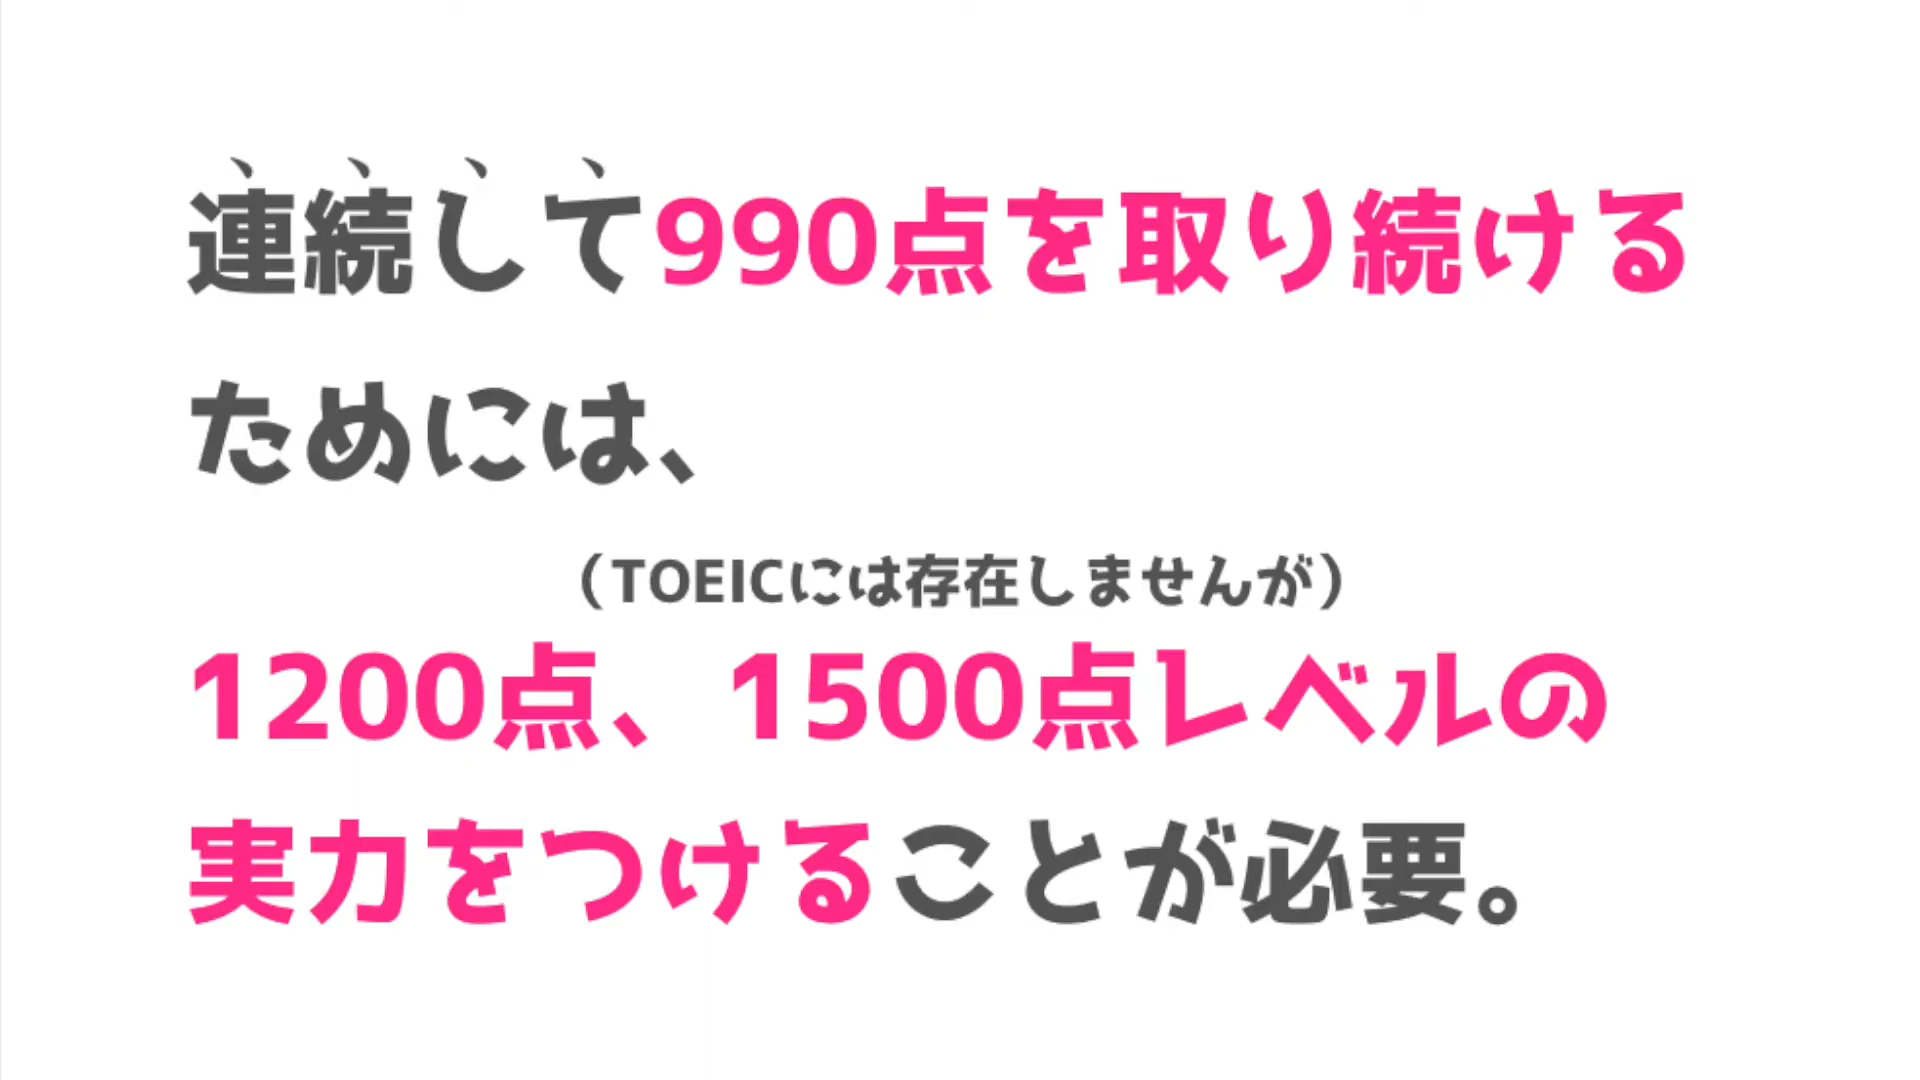 連続して990点を取り続ける
ためには、
（TOEICには存在しませんが）
1200点、1500点レベルの
実力をつけることが必要。